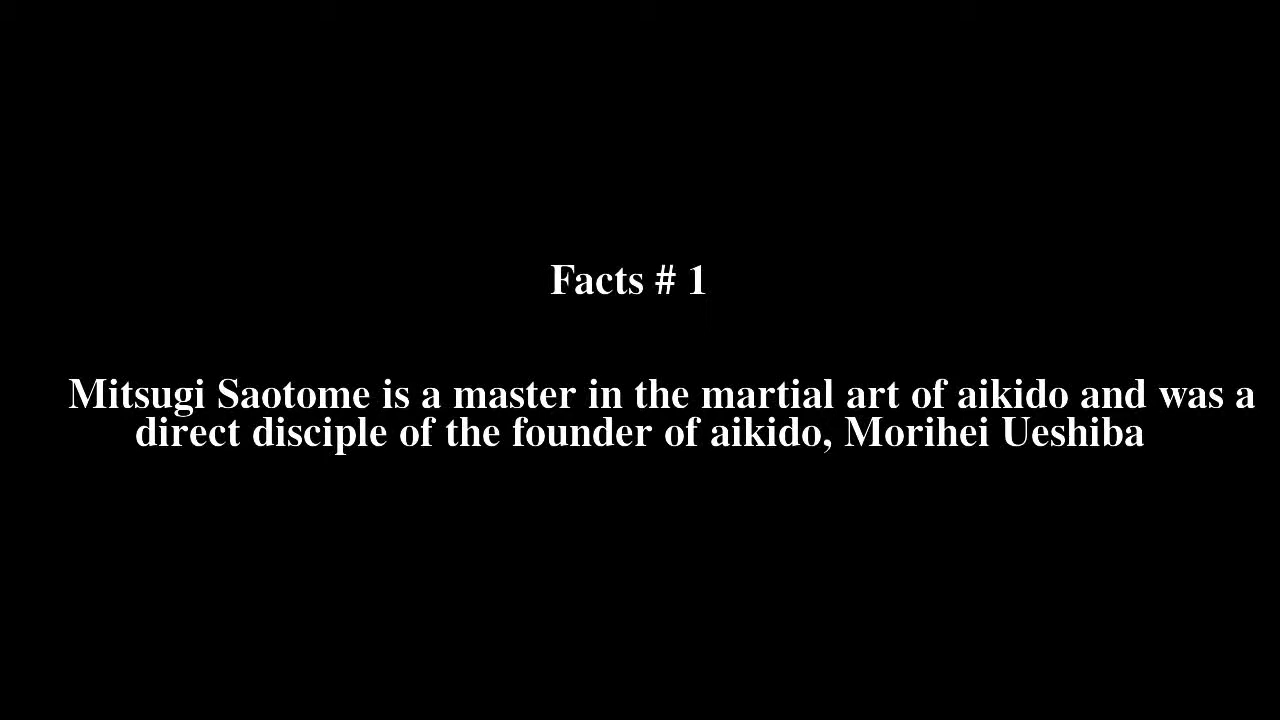 Facts # 1
Mitsugi Saotome is a master in the martial art of aikido and was a
direct disciple of the founder of aikido, Morihei Ueshiba